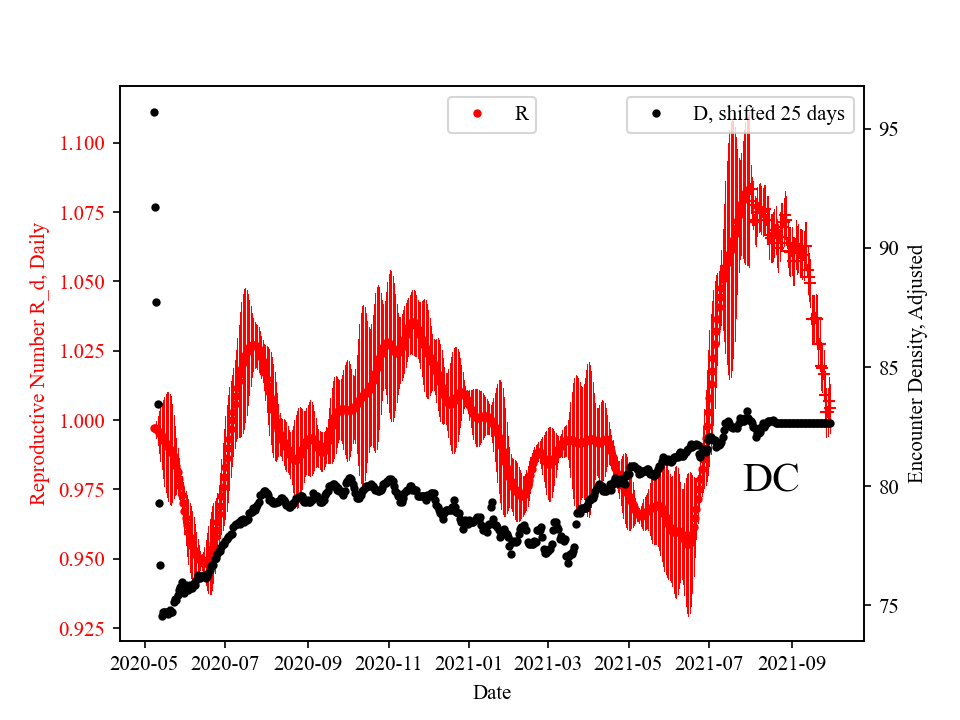 R
D, shifted 25 days
Reproductive Number R_d, Daily
1.100
1.075
1.050
1.025
1.000
0.975
0.950
0.925
95
90
85
80
75
Encounter Density, Adjusted
DC
2020-05 2020-07 2020-09 2020-11 2021-01 2021-03 2021-05 2021-07 2021-09
Date